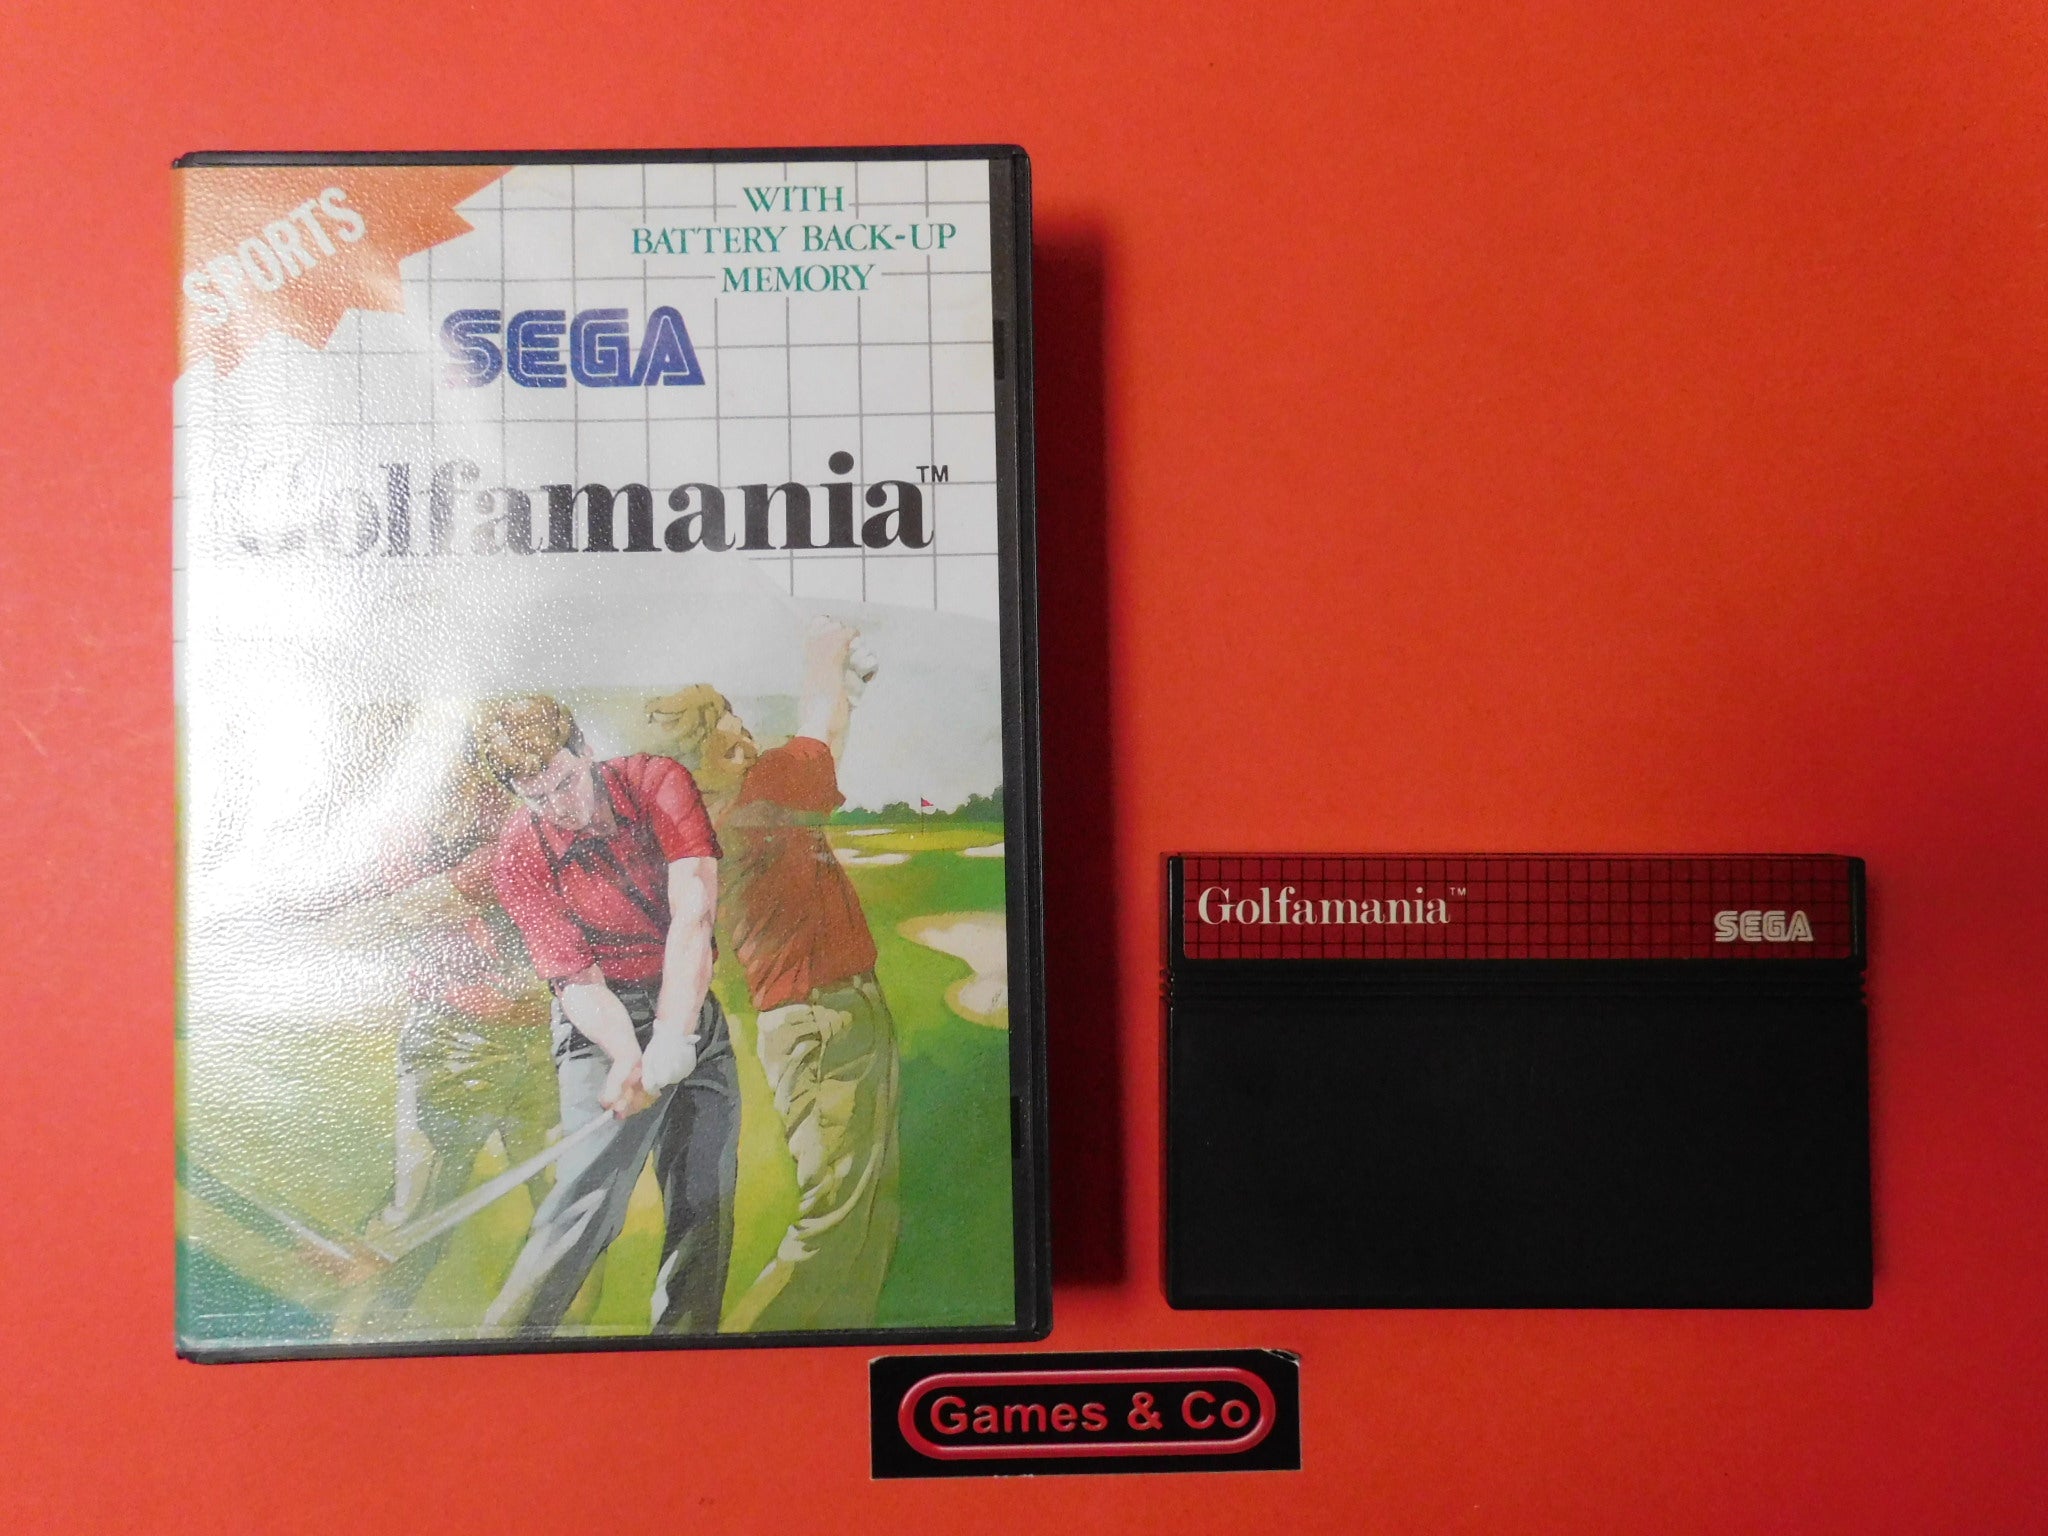 SPORTS
WITH
BATTERY BACK-UP
MEMORY
SEGA
Golfamania™
Golfamania™
SEGA
Games & Co